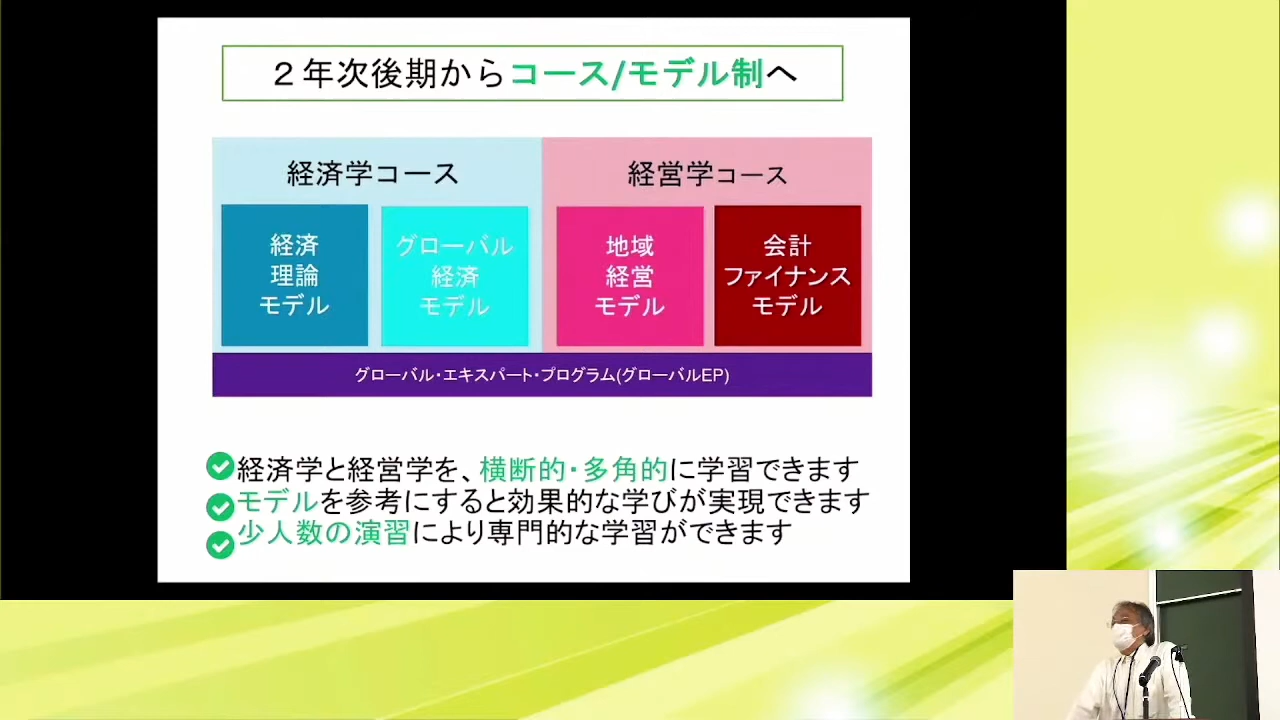 ２年次後期からコース/モデル制へ
経済学コース
経営学コース
経済
理論
モデル
グローバル
経済
モデル
地域
経営
モデル
会計
ファイナンス
モデル
グローバル・エキスパート・プログラム(グローバルEP)
経済学と経営学を、横断的・多角的に学習できます
モデルを参考にすると効果的な学びが実現できます
少人数の演習により専門的な学習ができます